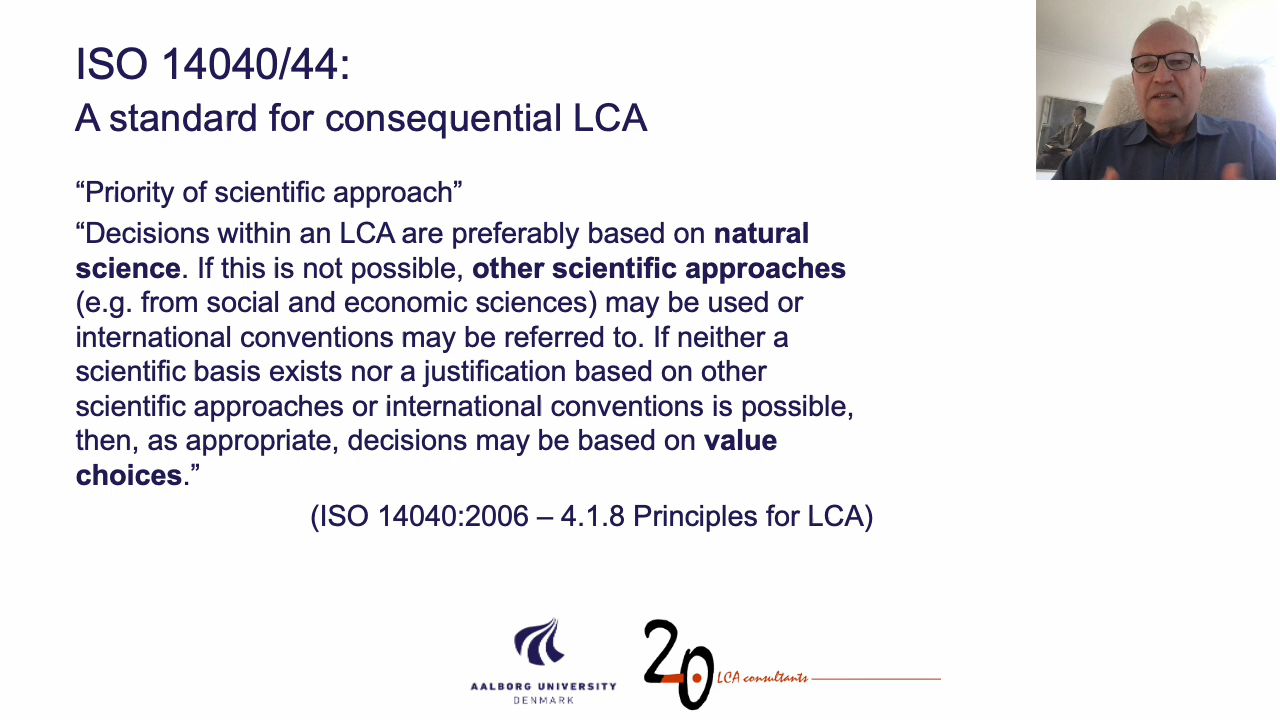 ISO 14040/44:
A standard for consequential LCA
“Priority of scientific approach”
“Decisions within an LCA are preferably based on natural
science. If this is not possible, other scientific approaches
(e.g. from social and economic sciences) may be used or
international conventions may be referred to. If neither a
scientific basis exists nor a justification based on other
scientific approaches or international conventions is possible,
then, as appropriate, decisions may be based on value
choices.”
(ISO 14040:2006 – 4.1.8 Principles for LCA)
AALBORG UNIVERSITY
DENMARK
2.0
LCA consultants